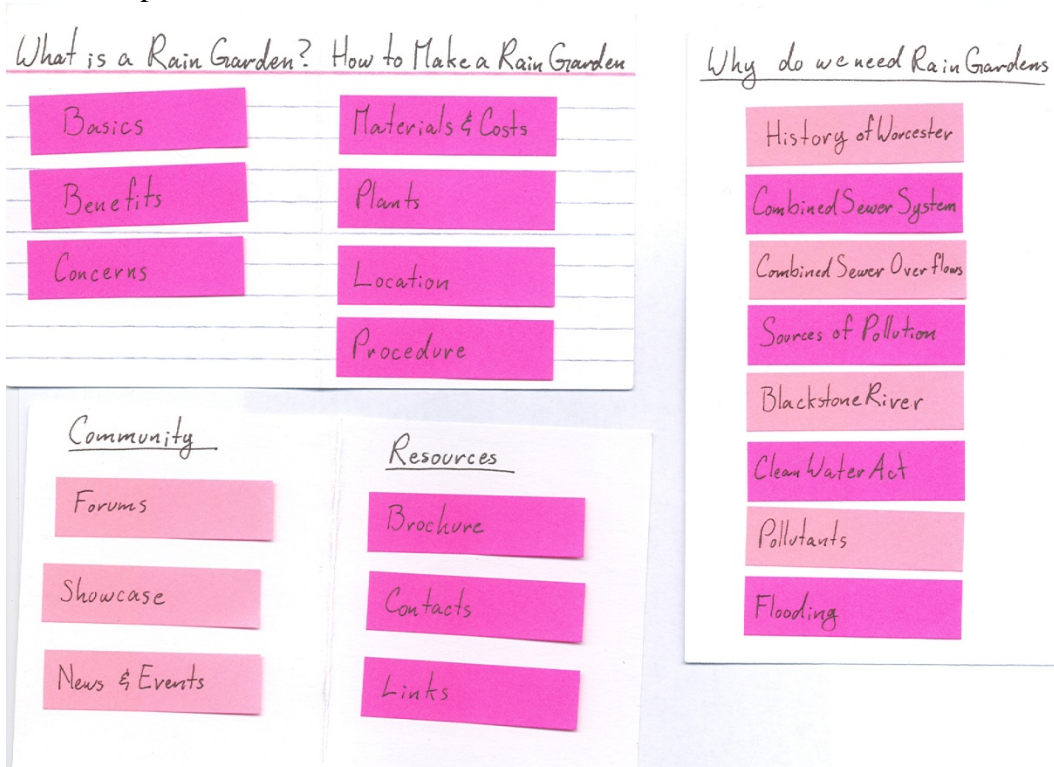 What is a Rain Garden?
Basics
Benefits
Concerns
How to Make a Rain Garden
Materials & Costs
Plants
Location
Procedure
Why do we need Rain Gardens
History of Worcester
Combined Sewer System
Combined Sewer Overflows
Sources of Pollution
Blackstone River
Clean Water Act
Pollutants
Flooding
Community
Forums
Showcase
News & Events
Resources
Brochure
Contacts
Links